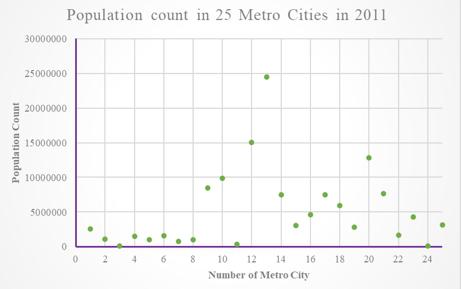 Population count in 25 Metro Cities in 2011
30000000
25000000
20000000
15000000
10000000
5000000
0
Population Count
0 2 4 6 8 10 12 14 16 18 20 22 24
Number of Metro City